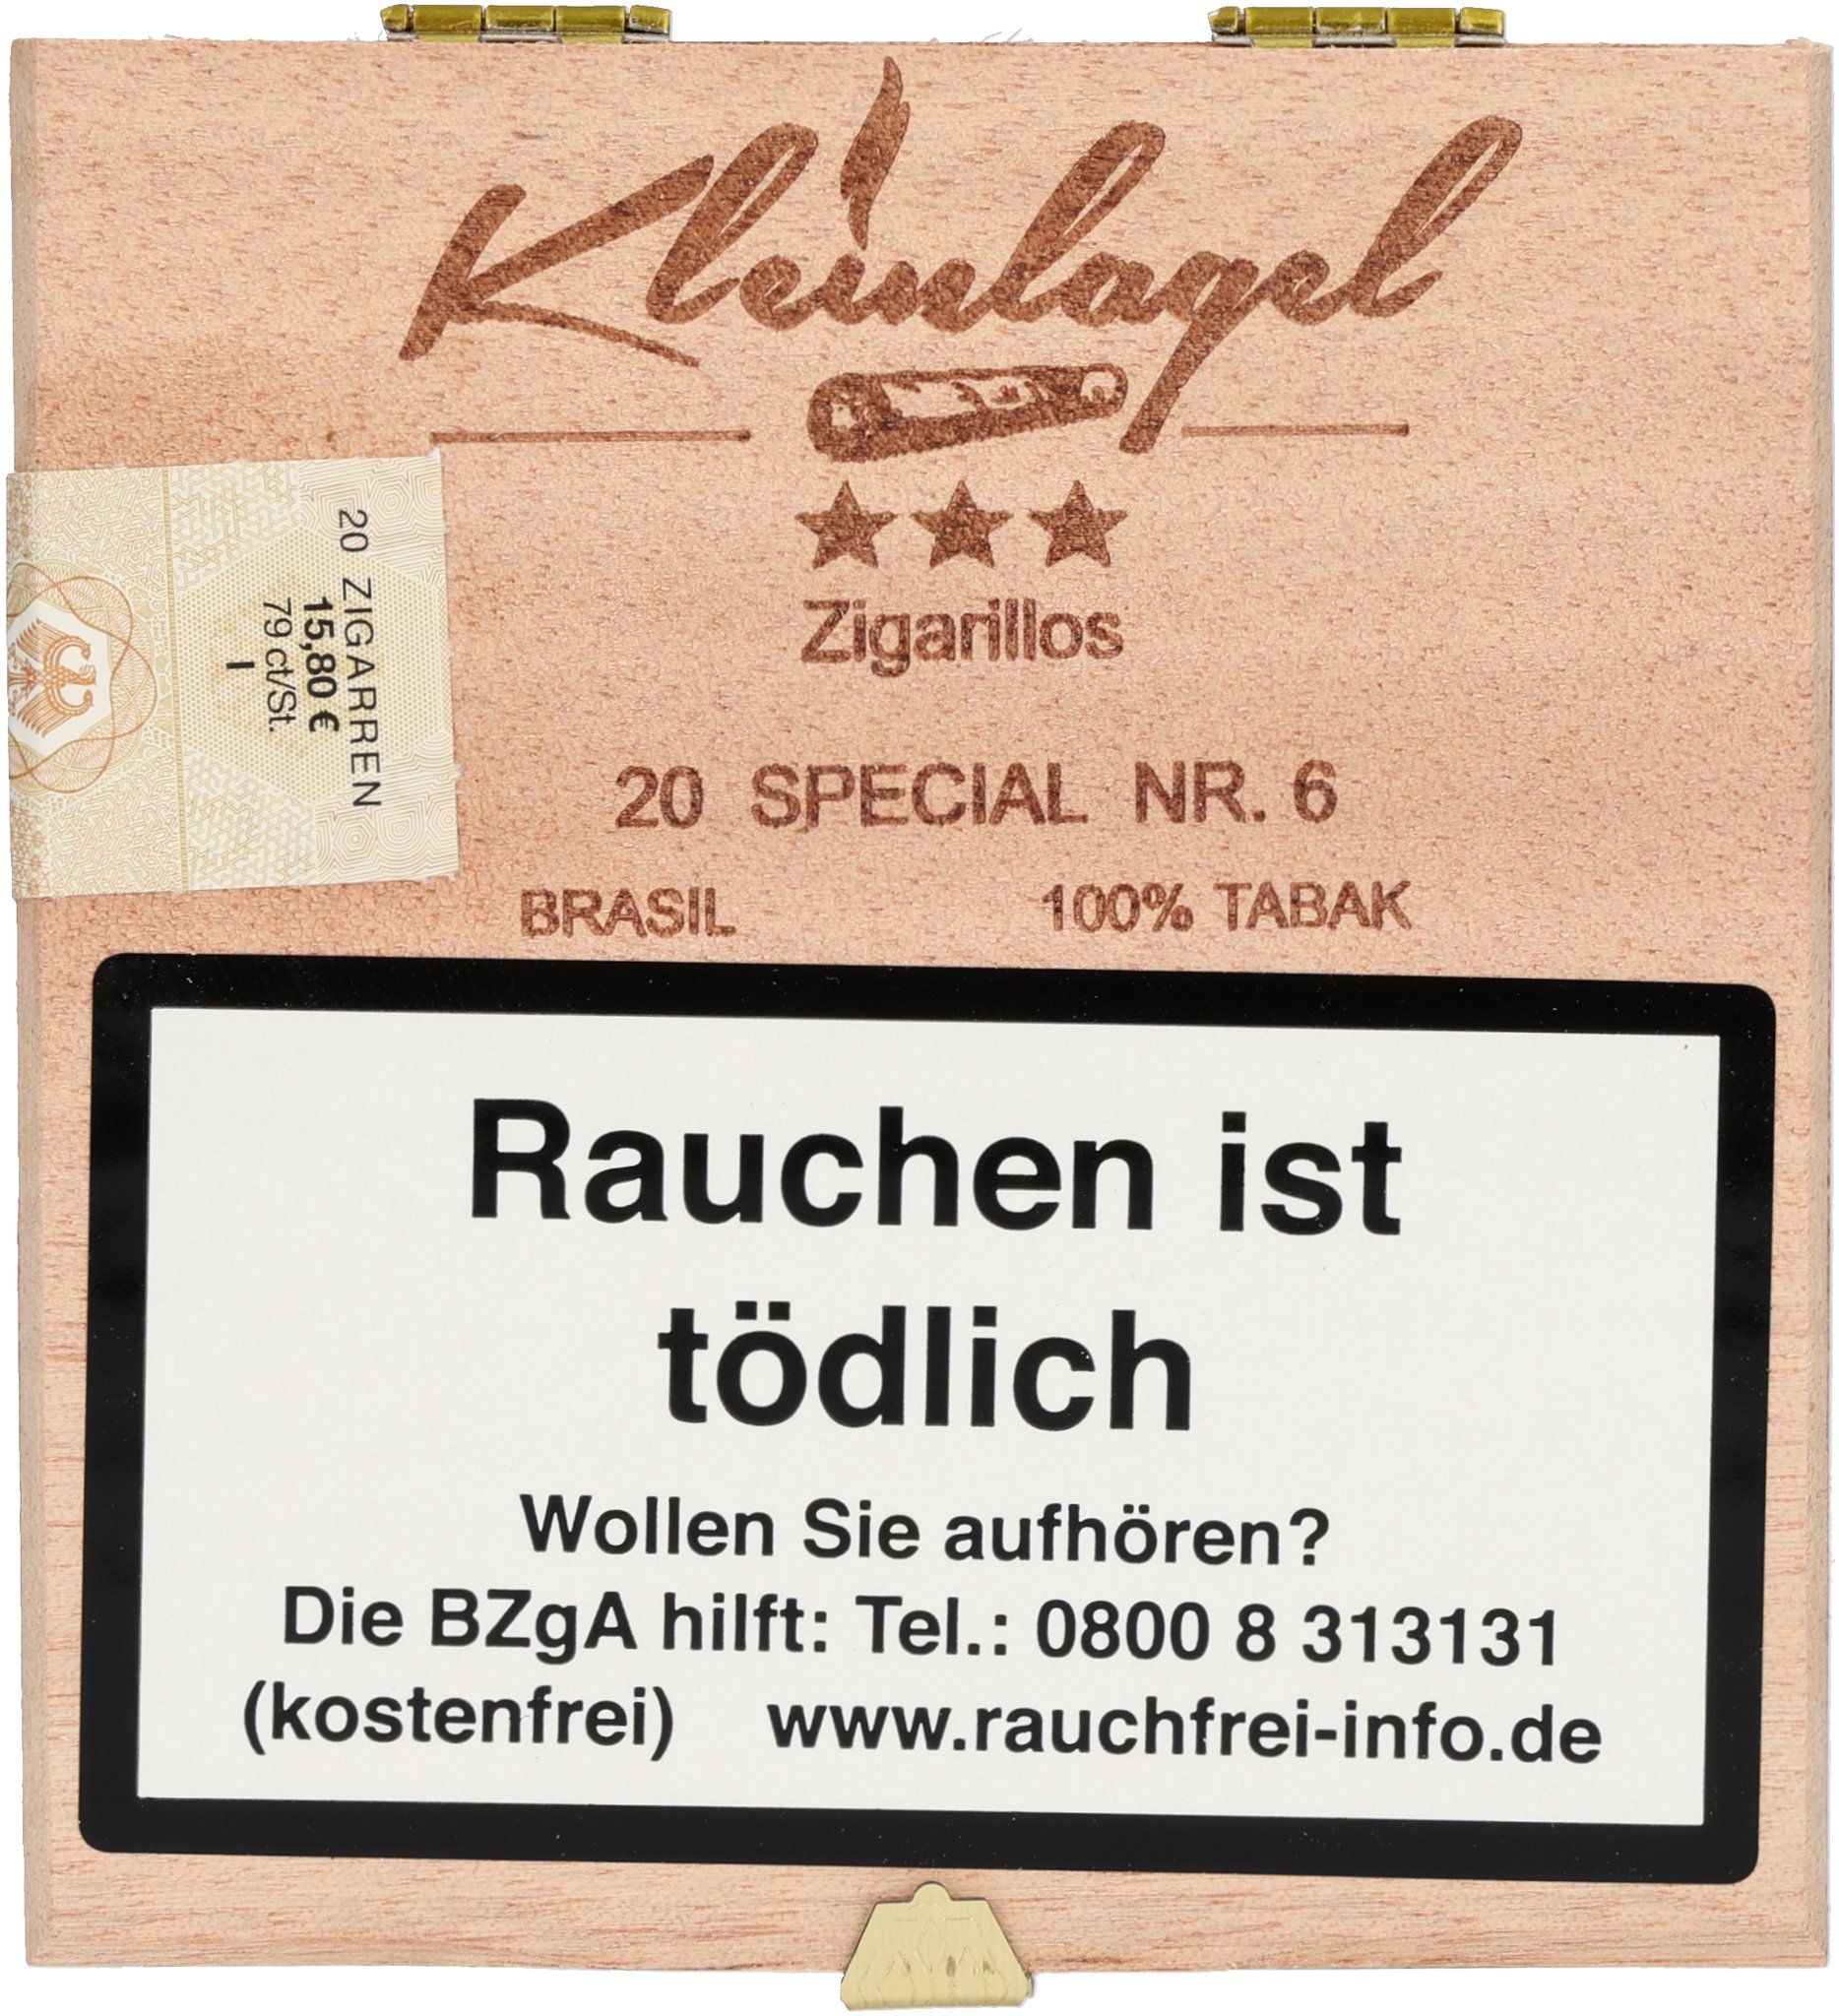 Kleinlagel
Zigarillos
20 ZIGARREN
15,80 €
79 ct/St.
I
20 SPECIAL NR. 6
BRASIL 100% TABAK
Rauchen ist
tödlich
Wollen Sie aufhören?
Die BZgA hilft: Tel.: 0800 8 313131
(kostenfrei) www.rauchfrei-info.de